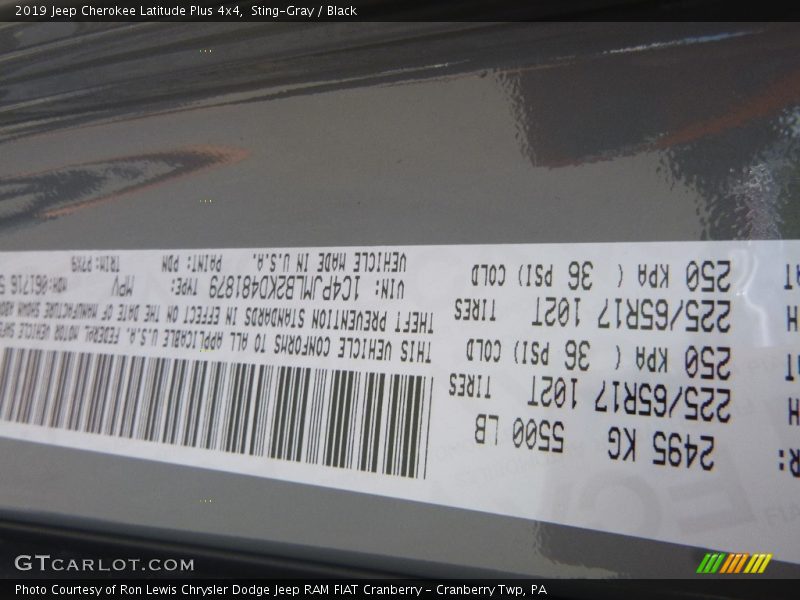 2019 Jeep Cherokee Latitude Plus 4x4, Sting-Gray / Black
2495 KG 5500 LB
225/65R17 102T TIRES
250 KPA ( 36 PSI) COLD
225/65R17 102T TIRES
250 KPA ( 36 PSI) COLD
THIS VEHICLE CONFORMS TO ALL APPLICABLE U.S.A. FEDERAL MOTOR VEHICLE
THEFT PREVENTION STANDARDS IN EFFECT ON THE DATE OF MANUFACTURE SHOWN
VIN: 1C4PJMLB2KD481879 TYPE: MPV
VEHICLE MADE IN U.S.A. PAINT: PDN TRIM: P7X9
GTCARLOT.COM
Photo Courtesy of Ron Lewis Chrysler Dodge Jeep RAM FIAT Cranberry - Cranberry Twp, PA